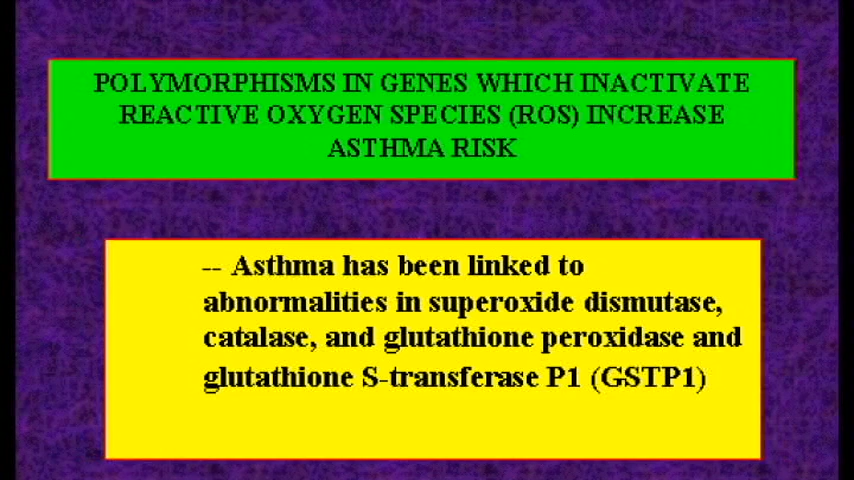 POLYMORPHISMS IN GENES WHICH INACTIVATE
REACTIVE OXYGEN SPECIES (ROS) INCREASE
ASTHMA RISK
-- Asthma has been linked to
abnormalities in superoxide dismutase,
catalase, and glutathione peroxidase and
glutathione S-transferase P1 (GSTP1)